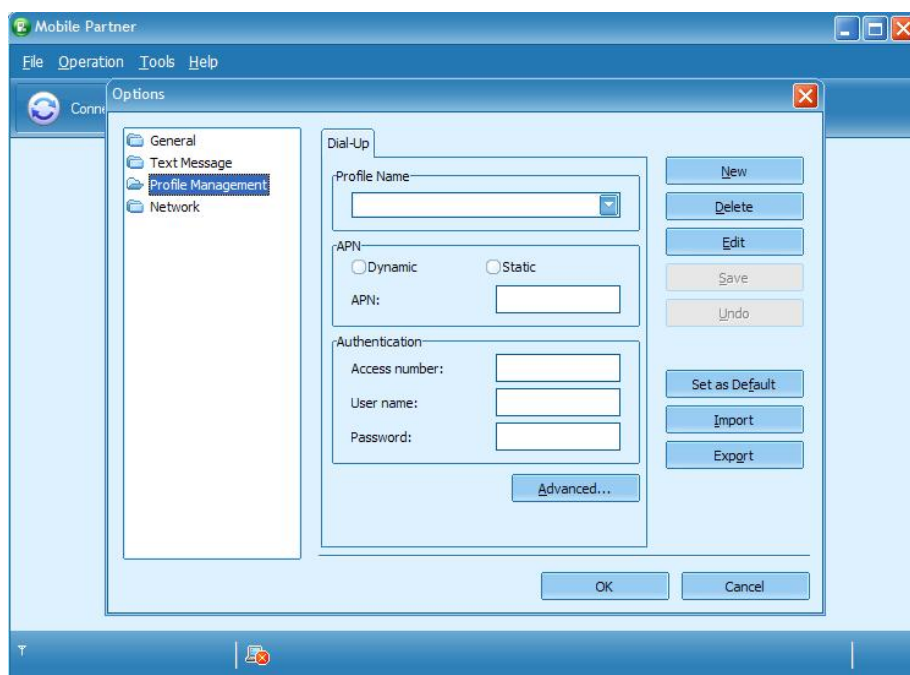 Mobile Partner
File Operation Tools Help
Options
General
Text Message
Profile Management
Network
Dial-Up
Profile Name
APN
Dynamic Static
APN:
Authentication
Access number:
User name:
Password:
Advanced...
New
Delete
Edit
Save
Undo
Set as Default
Import
Export
OK Cancel